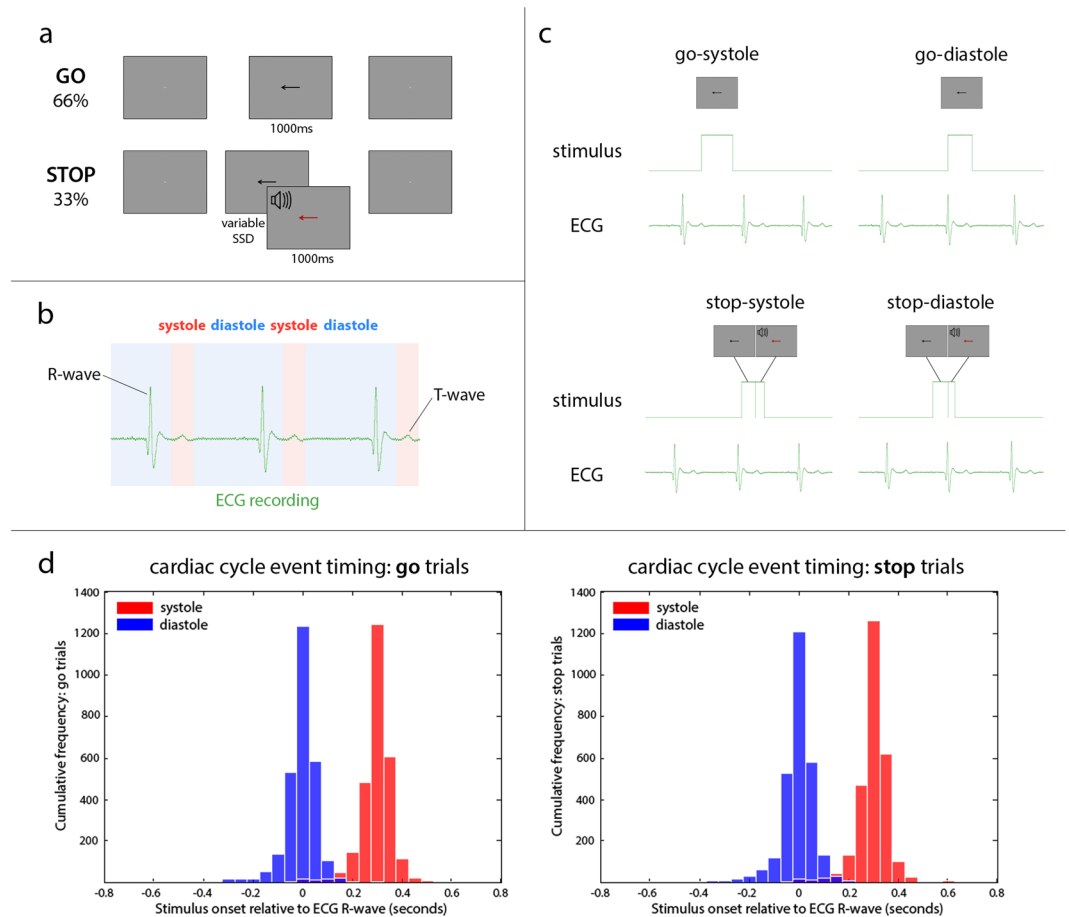 a
GO
66%
1000ms
STOP
33%
variable
SSD
1000ms
b
systole diastole systole diastole
R-wave
T-wave
ECG recording
c
go-systole
go-diastole
stimulus
ECG
stop-systole
stop-diastole
stimulus
ECG
d
cardiac cycle event timing: go trials
1400
1200
1000
800
600
400
200
systole
diastole
Cumulative frequency: go trials
-0.8 -0.6 -0.4 -0.2 0 0.2 0.4 0.6 0.8
Stimulus onset relative to ECG R-wave (seconds)
cardiac cycle event timing: stop trials
1400
1200
1000
800
600
400
200
systole
diastole
Cumulative frequency: stop trials
-0.8 -0.6 -0.4 -0.2 0 0.2 0.4 0.6 0.8
Stimulus onset relative to ECG R-wave (seconds)